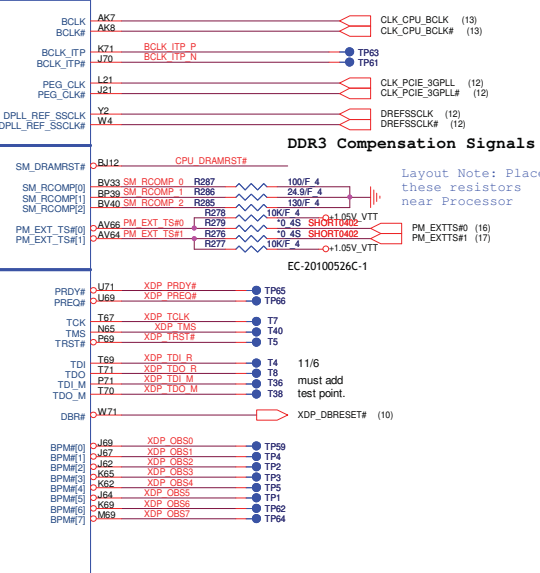 BCLK AK7 CLK_CPU_BCLK (13)
BCLK# AK8 CLK_CPU_BCLK# (13)
BCLK_ITP K71 BCLK_ITP_P TP63
BCLK_ITP# J70 BCLK_ITP_N TP61
PEG_CLK L21 CLK_PCIE_3GPLL (12)
PEG_CLK# J21 CLK_PCIE_3GPLL# (12)
DPLL_REF_SSCLK Y2 DREFSSCLK (12)
DPLL_REF_SSCLK# W4 DREFSSCLK# (12)
DDR3 Compensation Signals
SM_DRAMRST# BJ12 CPU_DRAMRST#
Layout Note: Place
these resistors
near Processor
SM_RCOMP[0] BV33 SM_RCOMP_0 R287 100/F_4
SM_RCOMP[1] BP39 SM_RCOMP_1 R286 24.9/F_4
SM_RCOMP[2] BV40 SM_RCOMP_2 R285 130/F_4
R278 10K/F_4 +1.05V_VTT
PM_EXT_TS#[0] AV66 PM_EXT_TS#0 R279 *0_4S SHORT0402 PM_EXTTS#0 (16)
PM_EXT_TS#[1] AV64 PM_EXT_TS#1 R276 *0_4S SHORT0402 PM_EXTTS#1 (17)
R277 10K/F_4 +1.05V_VTT
EC-20100526C-1
PRDY# U71 XDP_PRDY# TP65
PREQ# U69 XDP_PREQ# TP66
TCK T67 XDP_TCLK T7
TMS N65 XDP_TMS T40
TRST# P69 XDP_TRST# T5
TDI T69 XDP_TDI_R T4 11/6
TDO T71 XDP_TDO_R T8
TDI_M P71 XDP_TDI_M T36 must add
TDO_M T70 XDP_TDO_M T38 test point.
DBR# W71 XDP_DBRESET# (10)
BPM#[0] J69 XDP_OBS0 TP59
BPM#[1] J67 XDP_OBS1 TP4
BPM#[2] J62 XDP_OBS2 TP2
BPM#[3] K65 XDP_OBS3 TP3
BPM#[4] K62 XDP_OBS4 TP5
BPM#[5] J64 XDP_OBS5 TP1
BPM#[6] K69 XDP_OBS6 TP62
BPM#[7] M69 XDP_OBS7 TP64